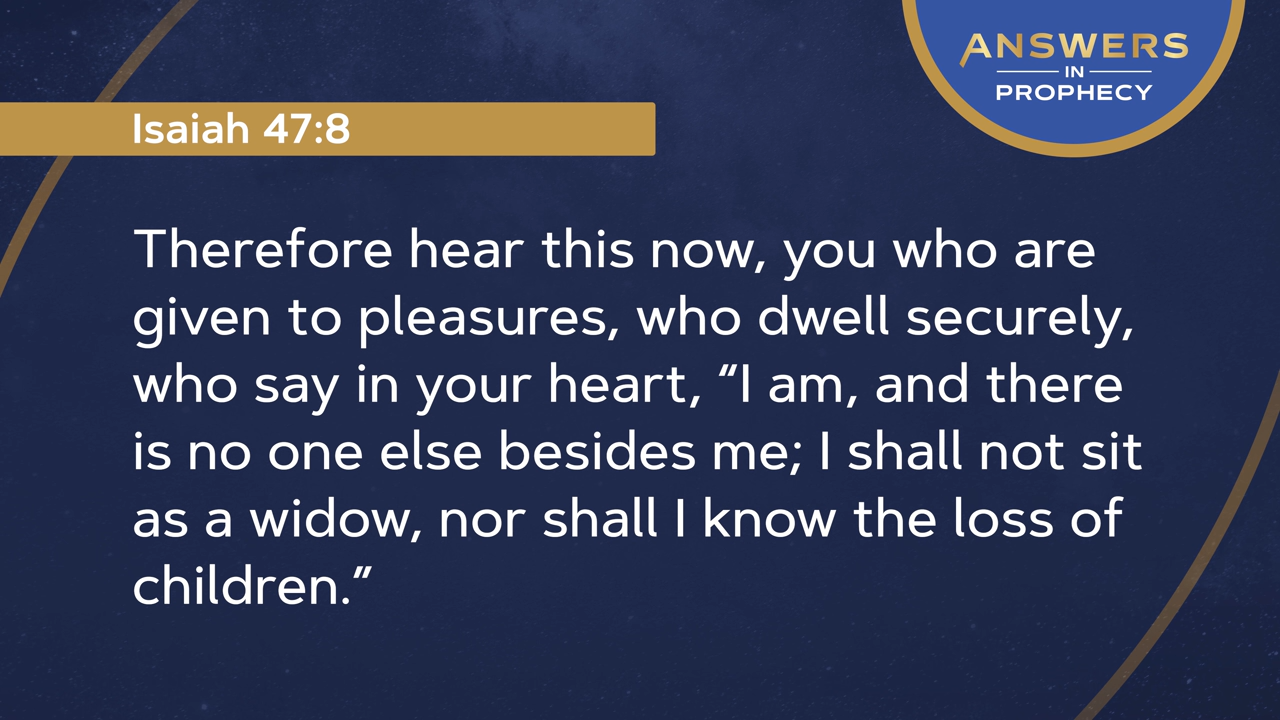 ANSWERS
IN
PROPHECY
Isaiah 47:8
Therefore hear this now, you who are
given to pleasures, who dwell securely,
who say in your heart, “I am, and there
is no one else besides me; I shall not sit
as a widow, nor shall I know the loss of
children.”